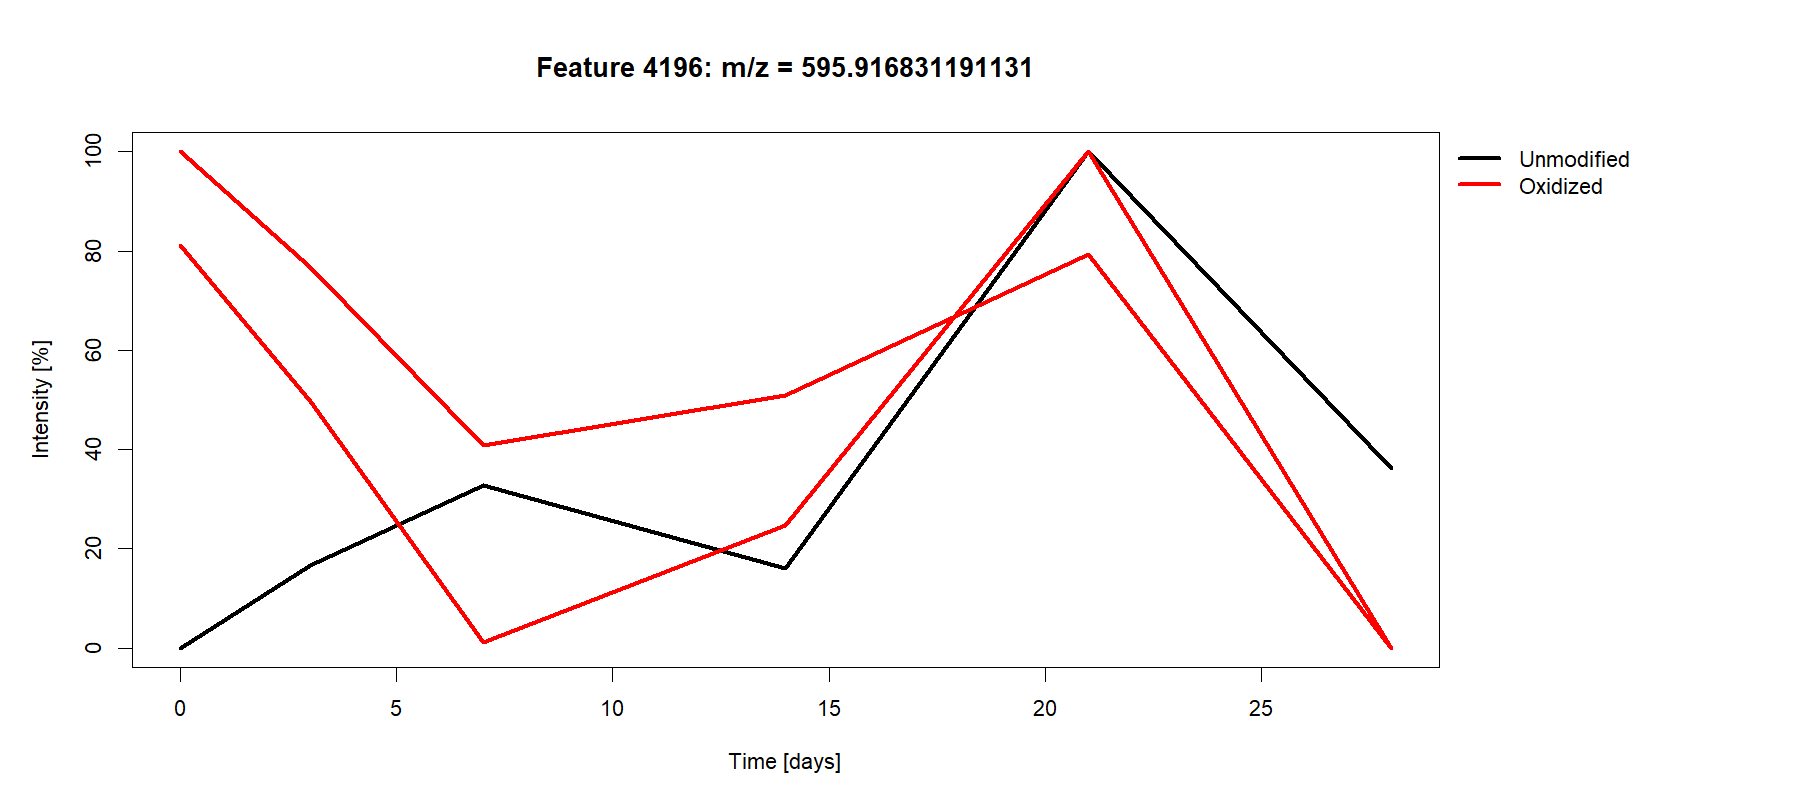 Feature 4196: m/z = 595.916831191131
Unmodified
Oxidized
Intensity [%]
100
80
60
40
20
0
0 5 10 15 20 25
Time [days]